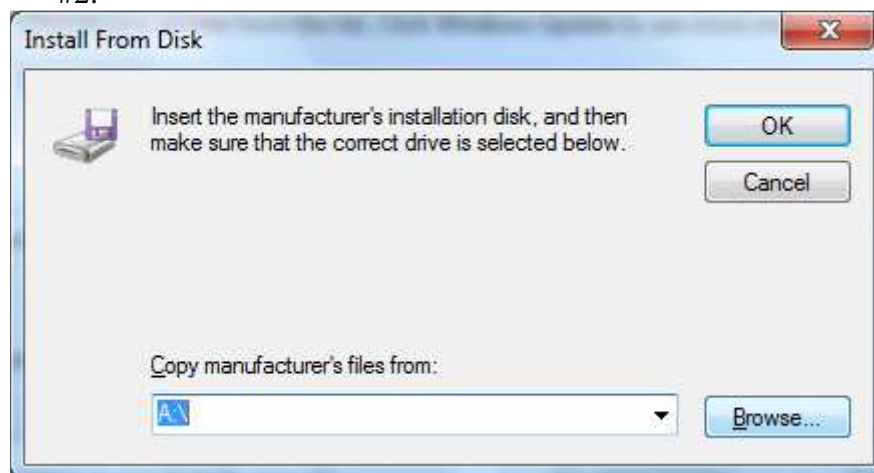 #2.
Install From Disk
Insert the manufacturer's installation disk, and then
make sure that the correct drive is selected below.
OK
Cancel
Copy manufacturer's files from:
A:\
Browse...